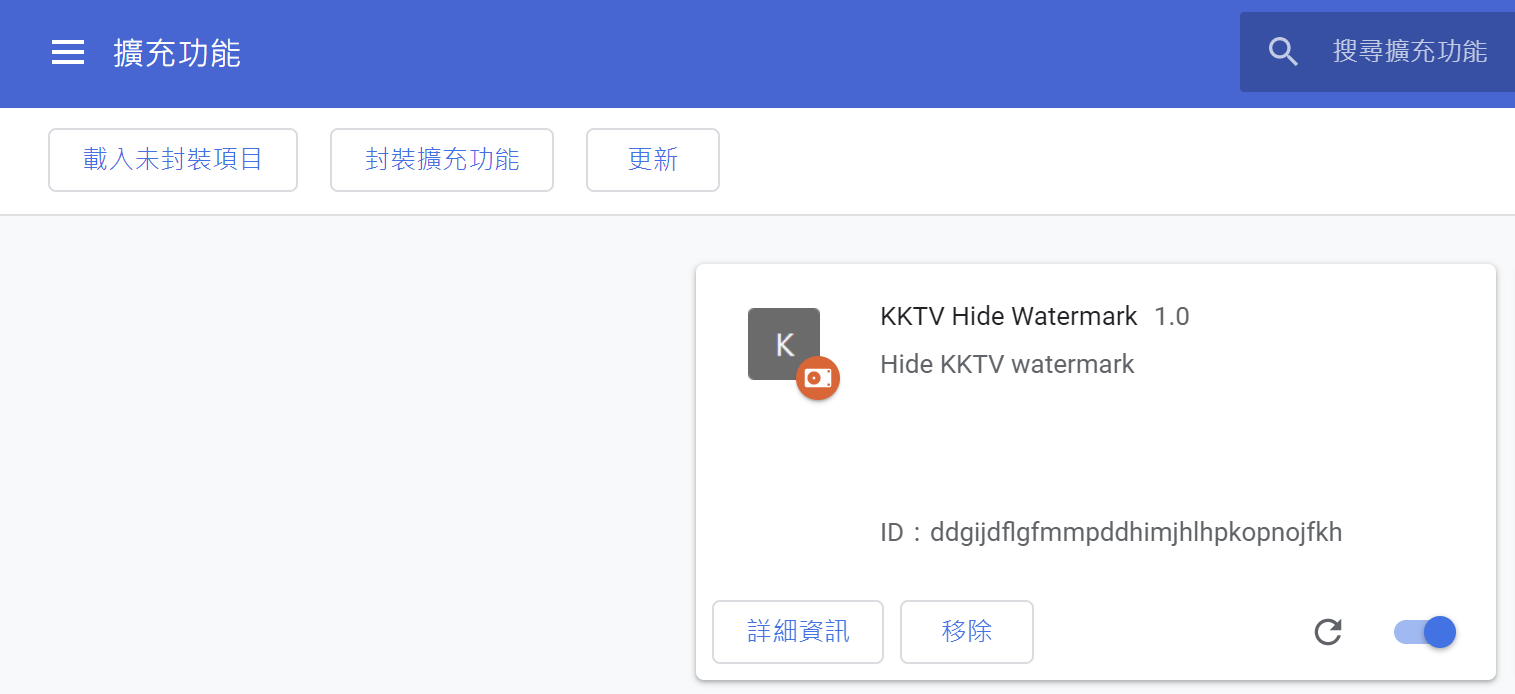 擴充功能
搜尋擴充功能
載入未封裝項目
封裝擴充功能
更新
K
KKTV Hide Watermark 1.0
Hide KKTV watermark
ID：ddgijdflgfmmpddhimjhlhpkopnojfkh
詳細資訊
移除